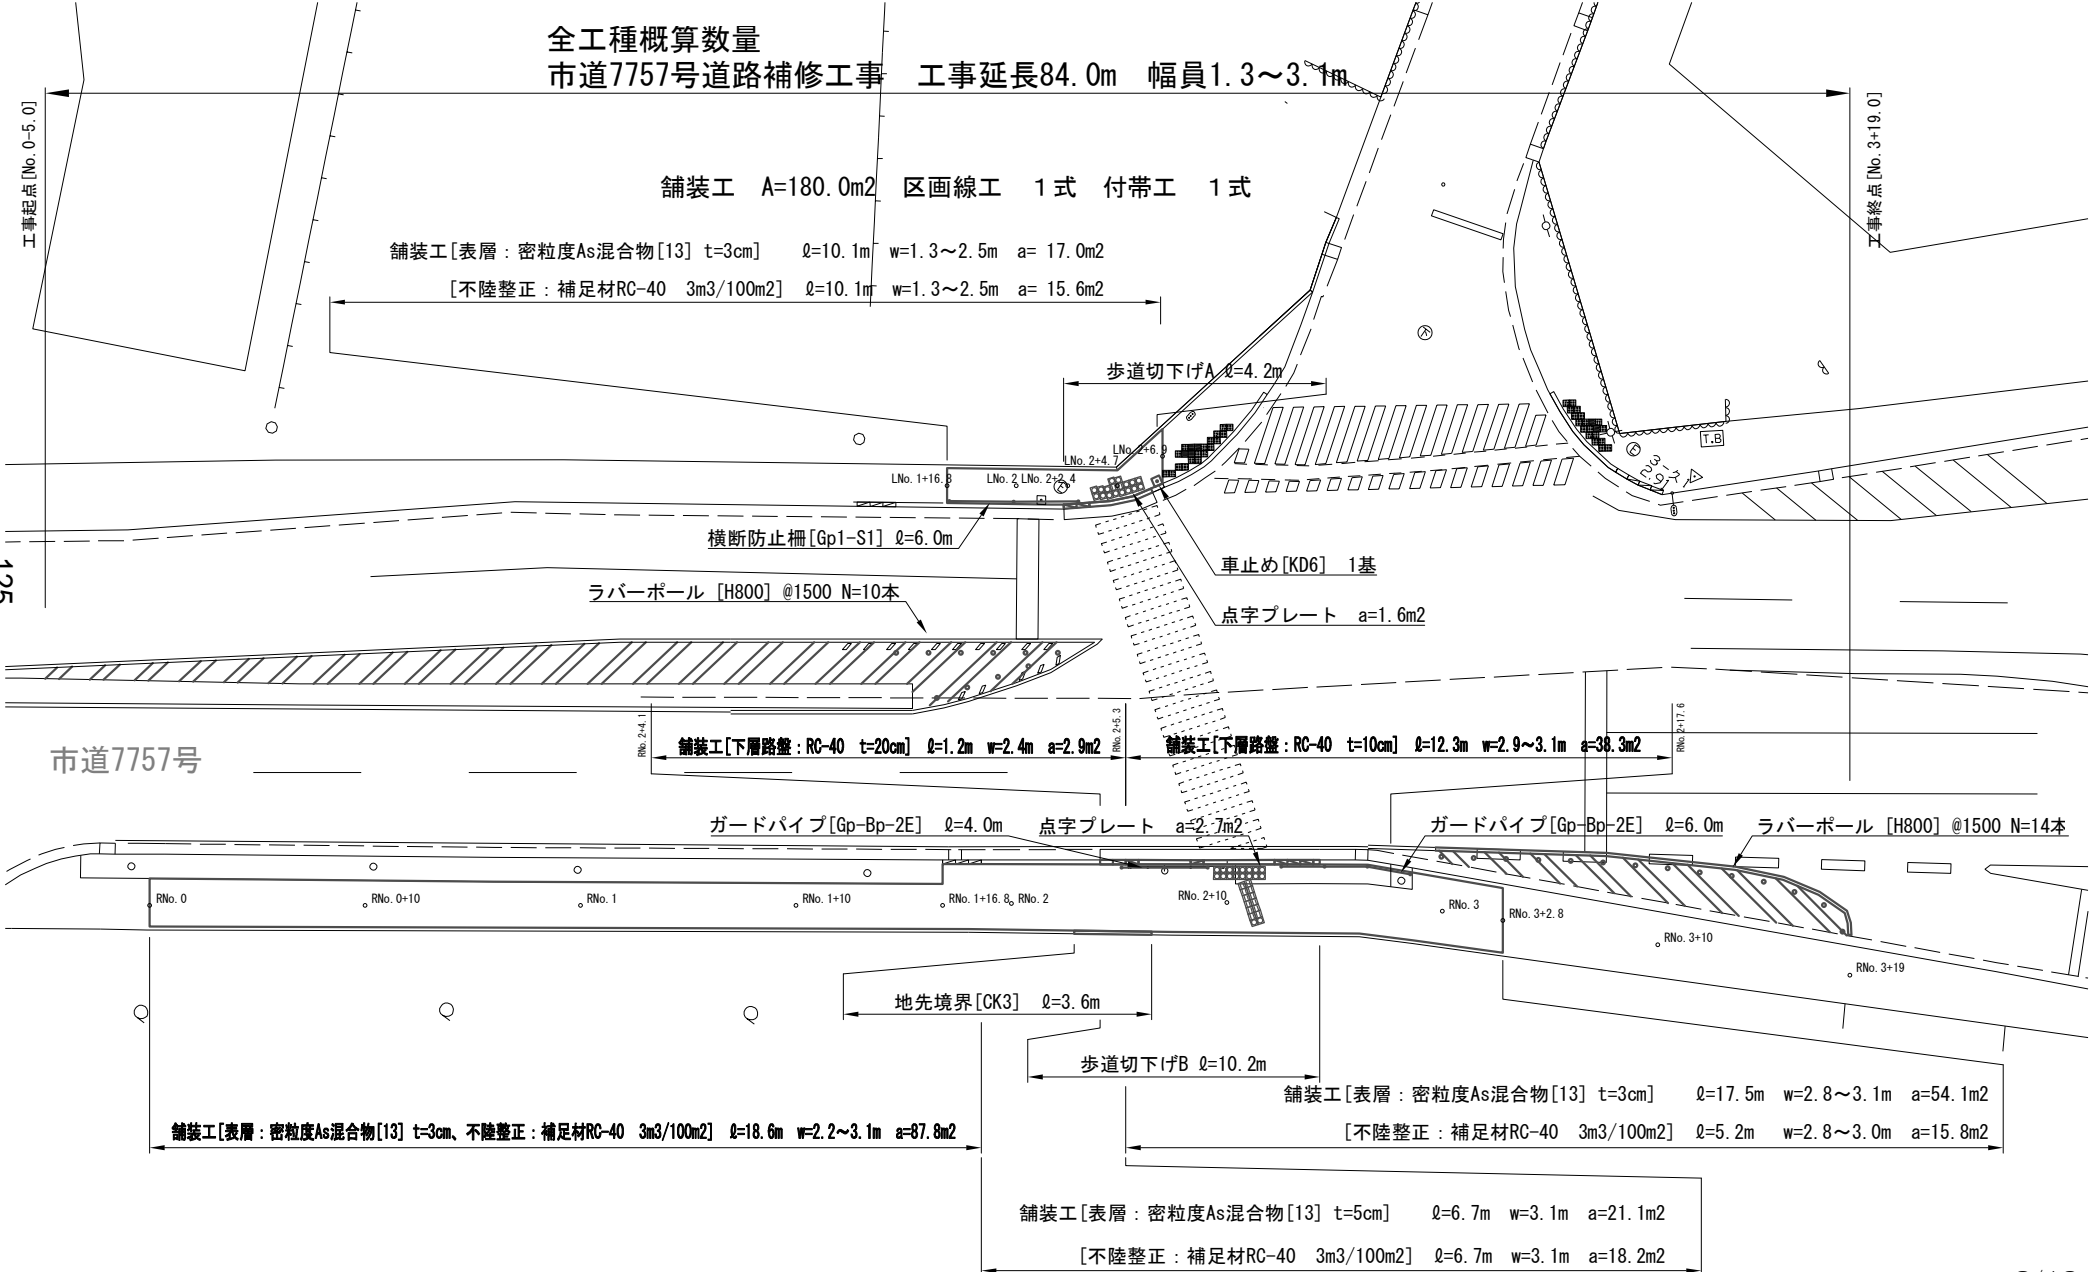 全工種概算数量
市道7757号道路補修工事　工事延長84.0m　幅員1.3～3.1m
工事起点[No.0-5.0]
工事終点[No.3+19.0]
舗装工　A=180.0m2　区画線工　１式　付帯工　１式
舗装工[表層：密粒度As混合物[13] t=3cm]　ℓ=10.1m　w=1.3～2.5m　a= 17.0m2
[不陸整正：補足材RC-40　3m3/100m2]　ℓ=10.1m　w=1.3～2.5m　a= 15.6m2
歩道切下げA ℓ=4.2m
T.B
LNo.2+6.9
LNo.2+4.7
LNo.1+16.8
LNo.2
LNo.2+2.4
横断防止柵[Gp1-S1] ℓ=6.0m
車止め[KD6]　1基
点字プレート　a=1.6m2
125
ラバーポール [H800] @1500 N=10本
RNo.2+4.1
RNo.2+5.3
RNo.2+17.6
舗装工[下層路盤：RC-40　t=20cm]　ℓ=1.2m　w=2.4m　a=2.9m2
舗装工[下層路盤：RC-40　t=10cm]　ℓ=12.3m　w=2.9～3.1m　a=38.3m2
市道7757号
ガードパイプ[Gp-Bp-2E]　ℓ=4.0m
点字プレート　a=2.7m2
ガードパイプ[Gp-Bp-2E]　ℓ=6.0m
ラバーポール [H800] @1500 N=14本
RNo.0
RNo.0+10
RNo.1
RNo.1+10
RNo.1+16.8
RNo.2
RNo.2+10
RNo.3
RNo.3+2.8
RNo.3+10
RNo.3+19
地先境界[CK3]　ℓ=3.6m
歩道切下げB ℓ=10.2m
舗装工[表層：密粒度As混合物[13] t=3cm]　ℓ=17.5m　w=2.8～3.1m　a=54.1m2
[不陸整正：補足材RC-40　3m3/100m2]　ℓ=5.2m　w=2.8～3.0m　a=15.8m2
舗装工[表層：密粒度As混合物[13] t=3cm、不陸整正：補足材RC-40　3m3/100m2]　ℓ=18.6m　w=2.2～3.1m　a=87.8m2
舗装工[表層：密粒度As混合物[13] t=5cm]　ℓ=6.7m　w=3.1m　a=21.1m2
[不陸整正：補足材RC-40　3m3/100m2]　ℓ=6.7m　w=3.1m　a=18.2m2